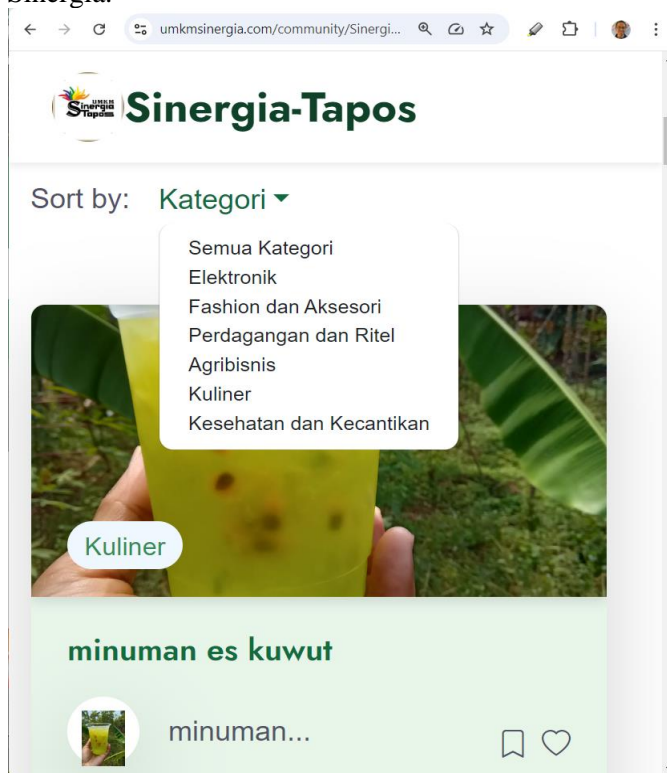 Sinergia.
umkmsinergia.com/community/Sinergi...
UMKM
Sinergia
Tapos
Sinergia-Tapos
Sort by: Kategori
Semua Kategori
Elektronik
Fashion dan Aksesori
Perdagangan dan Ritel
Agribisnis
Kuliner
Kesehatan dan Kecantikan
Kuliner
minuman es kuwut
minuman...